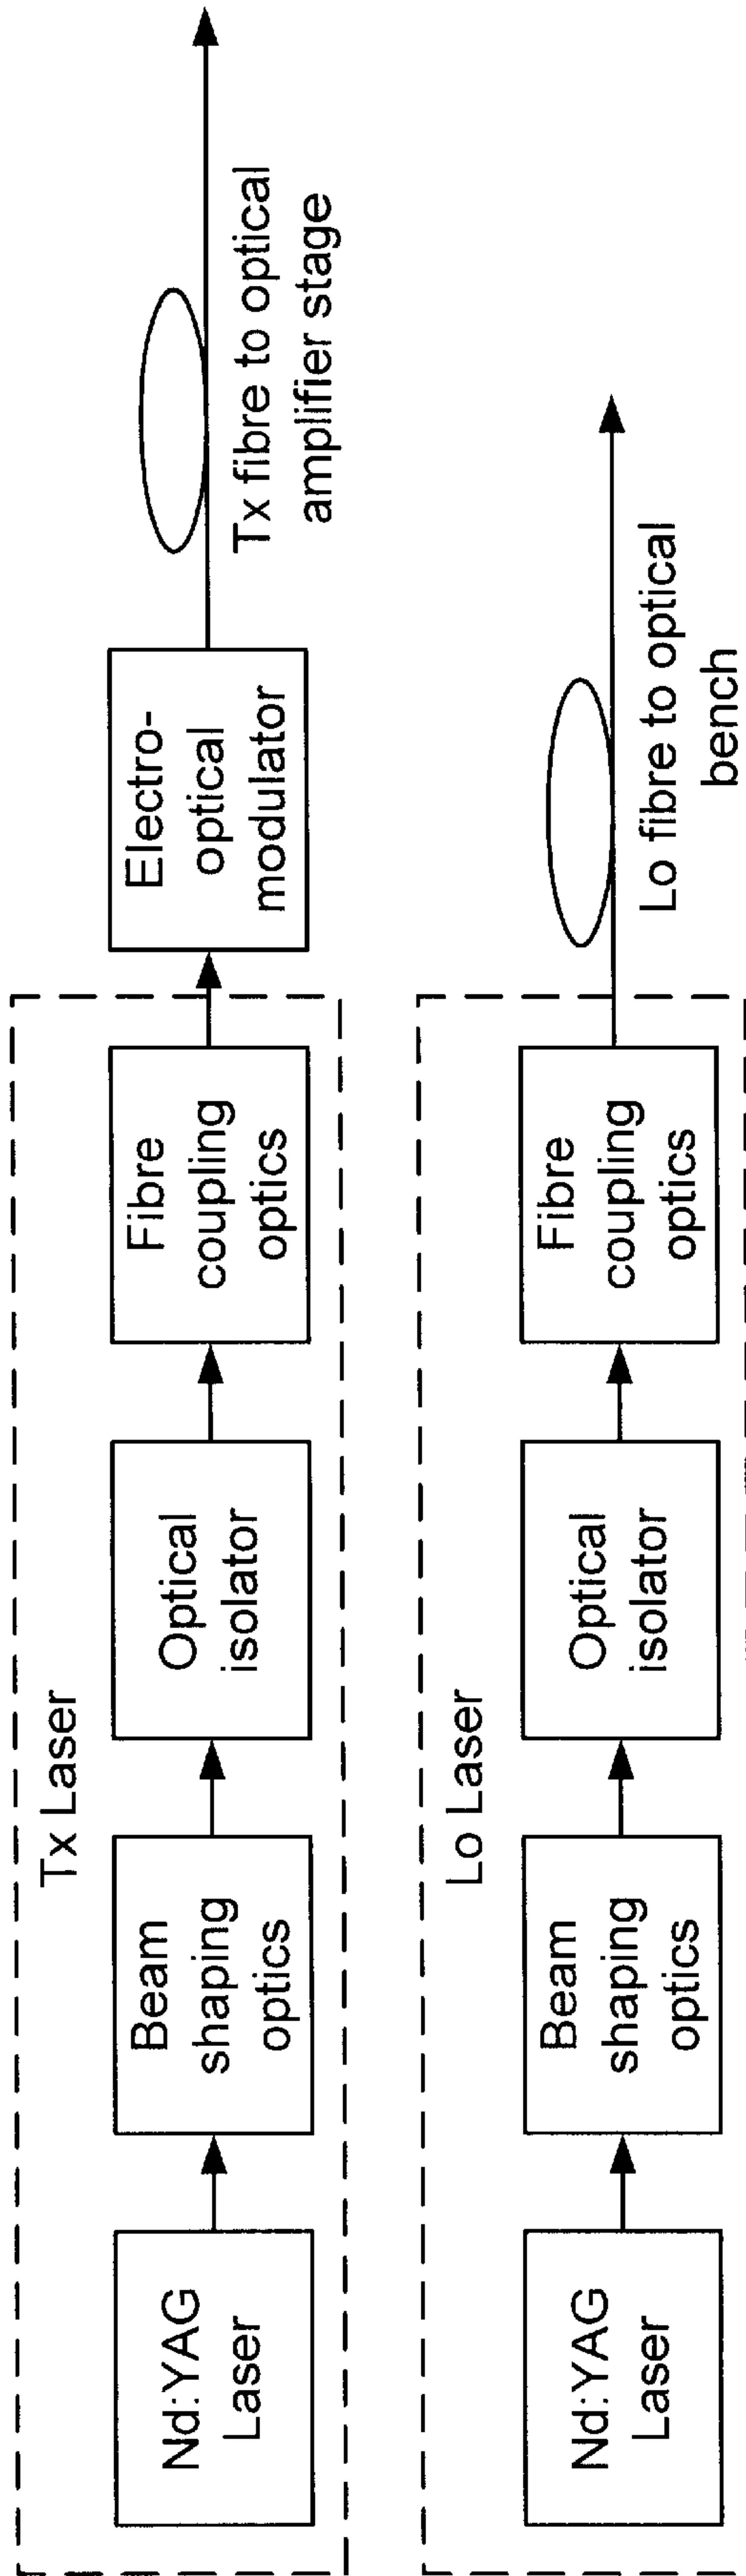 Tx Laser
Nd:YAG
Laser
Beam
shaping
optics
Optical
isolator
Fibre
coupling
optics
Electro-
optical
modulator
Tx fibre to optical
amplifier stage
Lo Laser
Nd:YAG
Laser
Beam
shaping
optics
Optical
isolator
Fibre
coupling
optics
Lo fibre to optical
bench